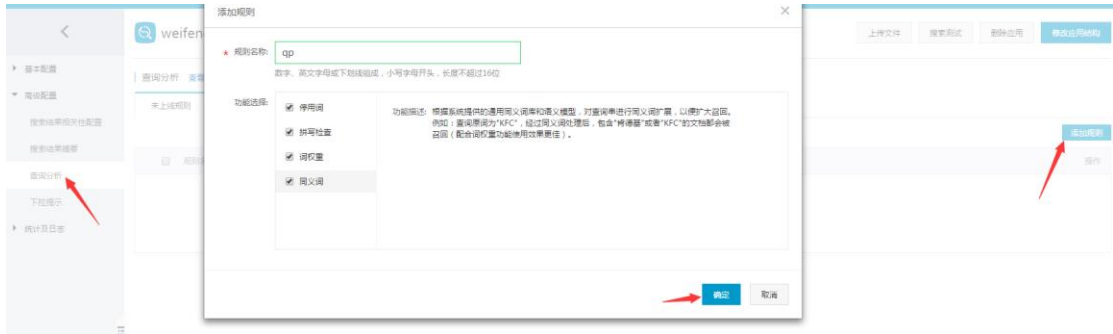 添加规则
weifen
上传文件
搜索测试
删除应用
修改应用结构
* 规则名称:
qp
数字、英文字母或下划线组成，小写字母开头，长度不超过16位
基本配置
高级配置
搜索结果相关性配置
搜索结果摘要
查询分析
下拉提示
统计及日志
查询分析
未上线规则
添加规则
操作
功能选择:
停用词
拼写检查
词权重
同义词
功能描述: 根据系统提供的通用同义词库和语义模型，对查询串进行同义词扩展，以便扩大召回。
例如：查询原词为"KFC"，经过同义词处理后，包含"肯德基"或者"KFC"的文档都会被
召回（配合词权重功能使用效果更佳）。
确定
取消